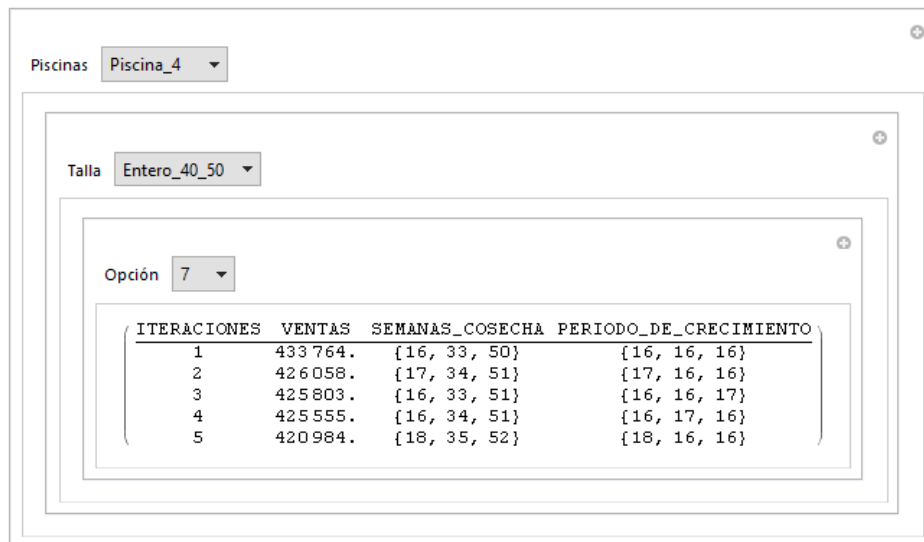 Piscinas Piscina_4
Talla Entero_40_50
Opción 7
ITERACIONES VENTAS SEMANAS_COSECHA PERIODO_DE_CRECIMIENTO
1 433764. {16, 33, 50} {16, 16, 16}
2 426058. {17, 34, 51} {17, 16, 16}
3 425803. {16, 33, 51} {16, 16, 17}
4 425555. {16, 34, 51} {16, 17, 16}
5 420984. {18, 35, 52} {18, 16, 16}